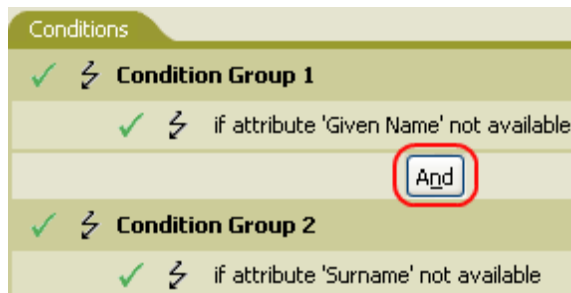 Conditions
Condition Group 1
if attribute 'Given Name' not available
And
Condition Group 2
if attribute 'Surname' not available